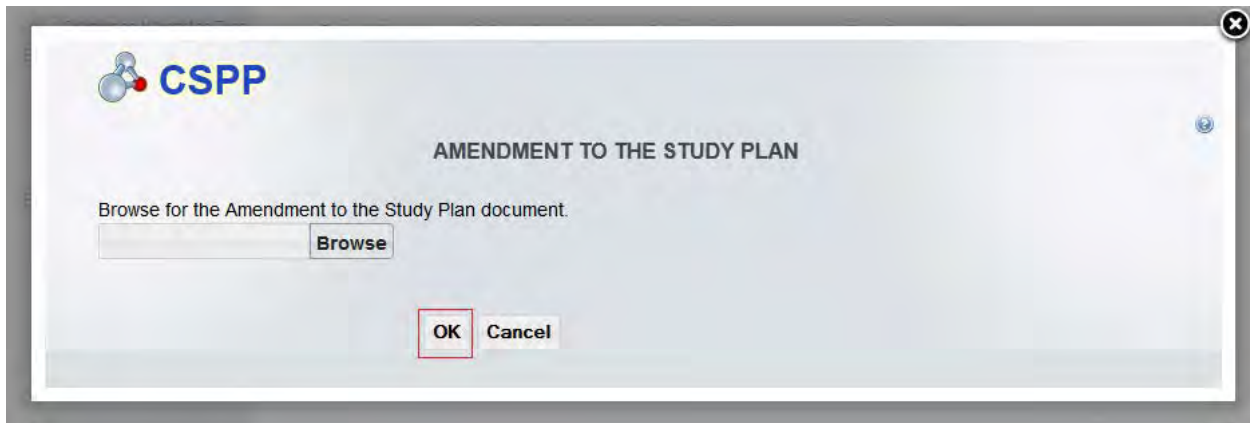 CSPP
AMENDMENT TO THE STUDY PLAN
Browse for the Amendment to the Study Plan document.
Browse
OK Cancel